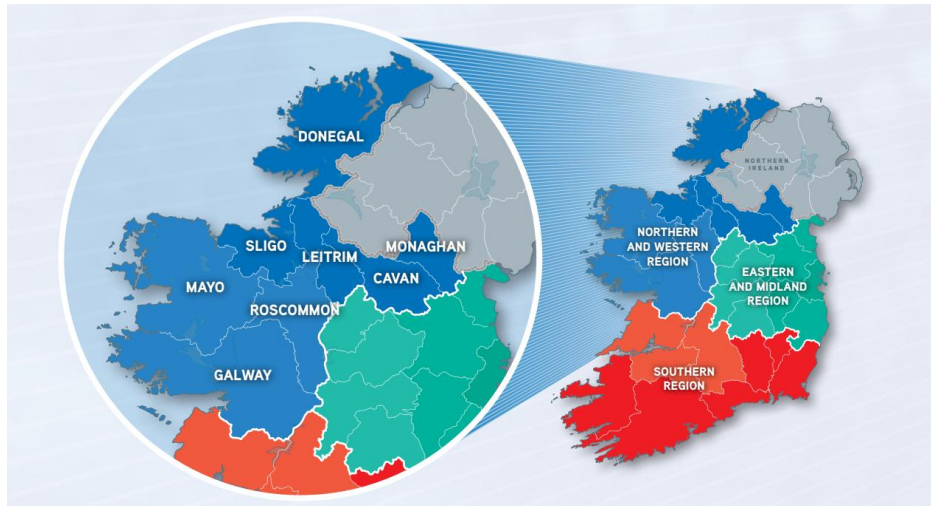 DONEGAL
SLIGO
LEITRIM
MONAGHAN
CAVAN
MAYO
ROSCOMMON
GALWAY
NORTHERN
IRELAND
NORTHERN
AND WESTERN
REGION
EASTERN
AND MIDLAND
REGION
SOUTHERN
REGION